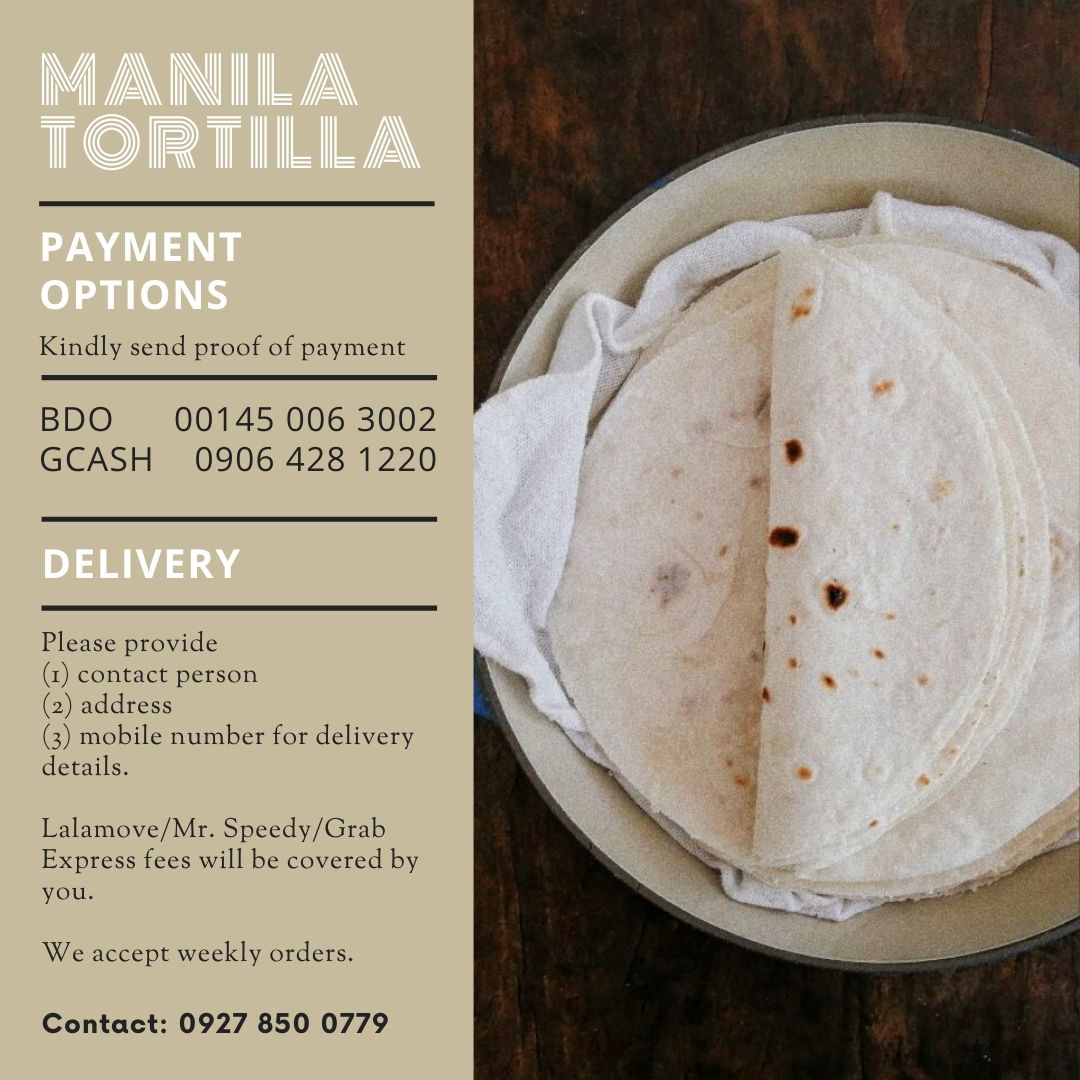 MANILA
TORTILLA
PAYMENT
OPTIONS
Kindly send proof of payment
BDO 00145 006 3002
GCASH 0906 428 1220
DELIVERY
Please provide
(1) contact person
(2) address
(3) mobile number for delivery
details.
Lalamove/Mr. Speedy/Grab
Express fees will be covered by
you.
We accept weekly orders.
Contact: 0927 850 0779